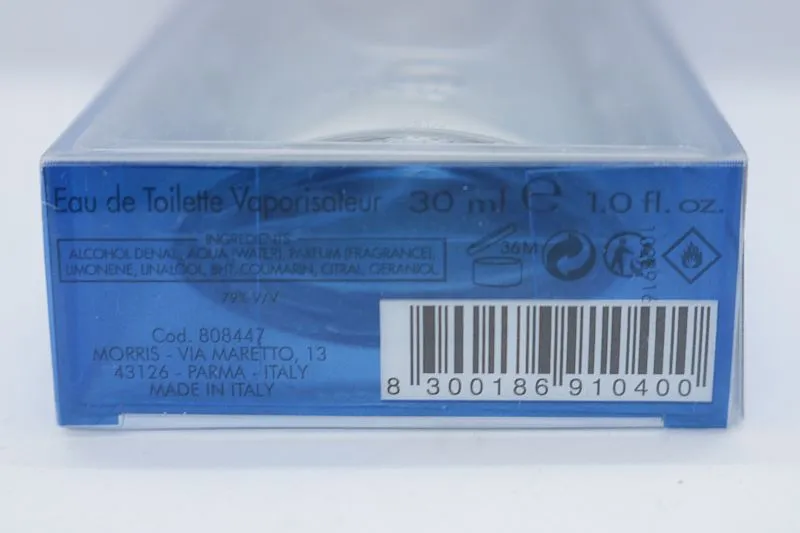 Eau de Toilette Vaporisateur 30 ml e 1.0 fl. oz.
INGREDIENTS
ALCOHOL DENAT., AQUA (WATER), PARFUM (FRAGRANCE),
LIMONENE, LINALOOL, BHT, COUMARIN, CITRAL, GERANIOL
36M
79% V/V
Cod. 808447
MORRIS - VIA MARETTO, 13
43126 - PARMA - ITALY
MADE IN ITALY
8 300186 910400